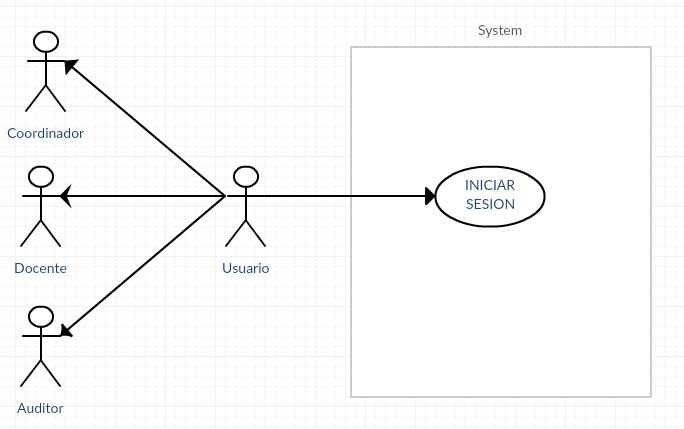 System
Coordinador
INICIAR
SESION
Docente
Usuario
Auditor